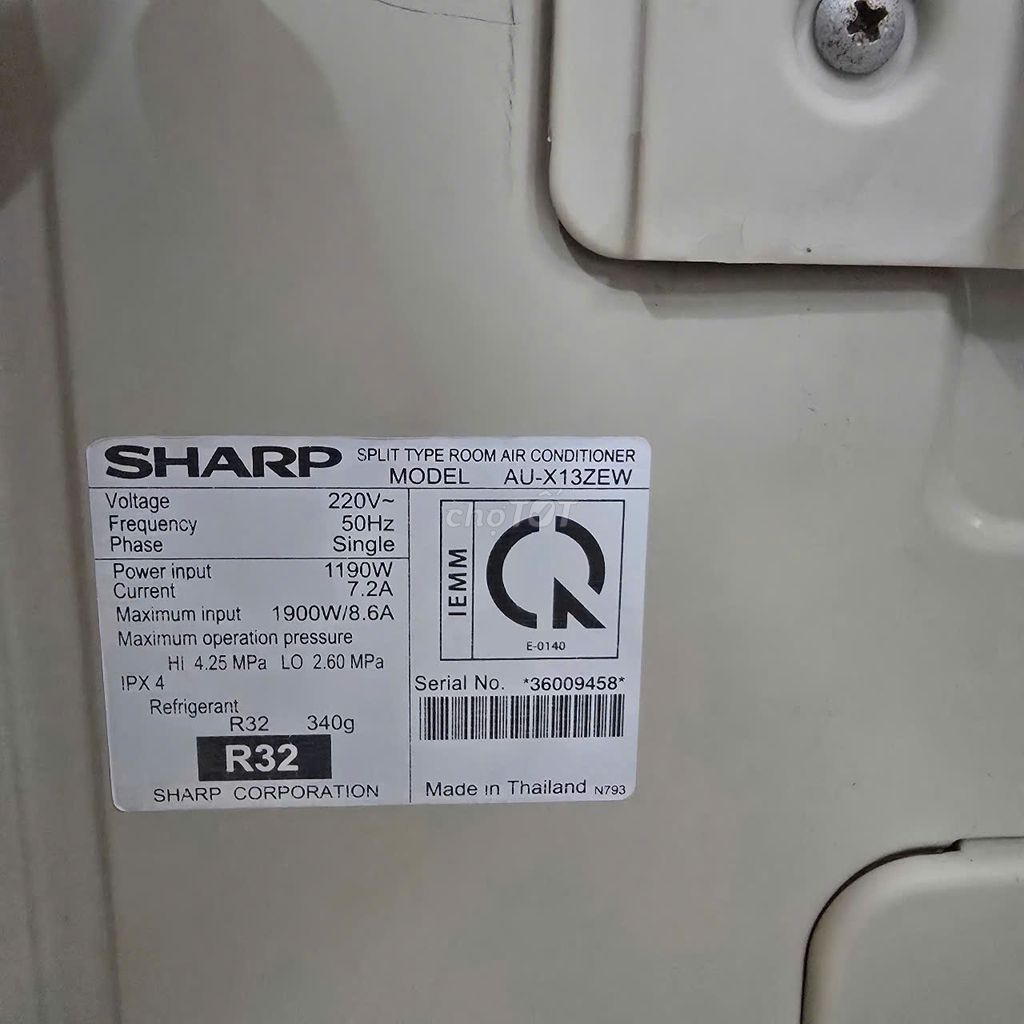 SHARP SPLIT TYPE ROOM AIR CONDITIONER
MODEL AU-X13ZEW
Voltage 220V~
Frequency 50Hz
Phase Single
Power input 1190W
Current 7.2A
Maximum input 1900W/8.6A
Maximum operation pressure
HI 4.25 MPa LO 2.60 MPa
IPX 4
Refrigerant
R32 340g
R32
SHARP CORPORATION
chợTỐT
IEMM
E-0140
Serial No. *36009458*
Made in Thailand N793